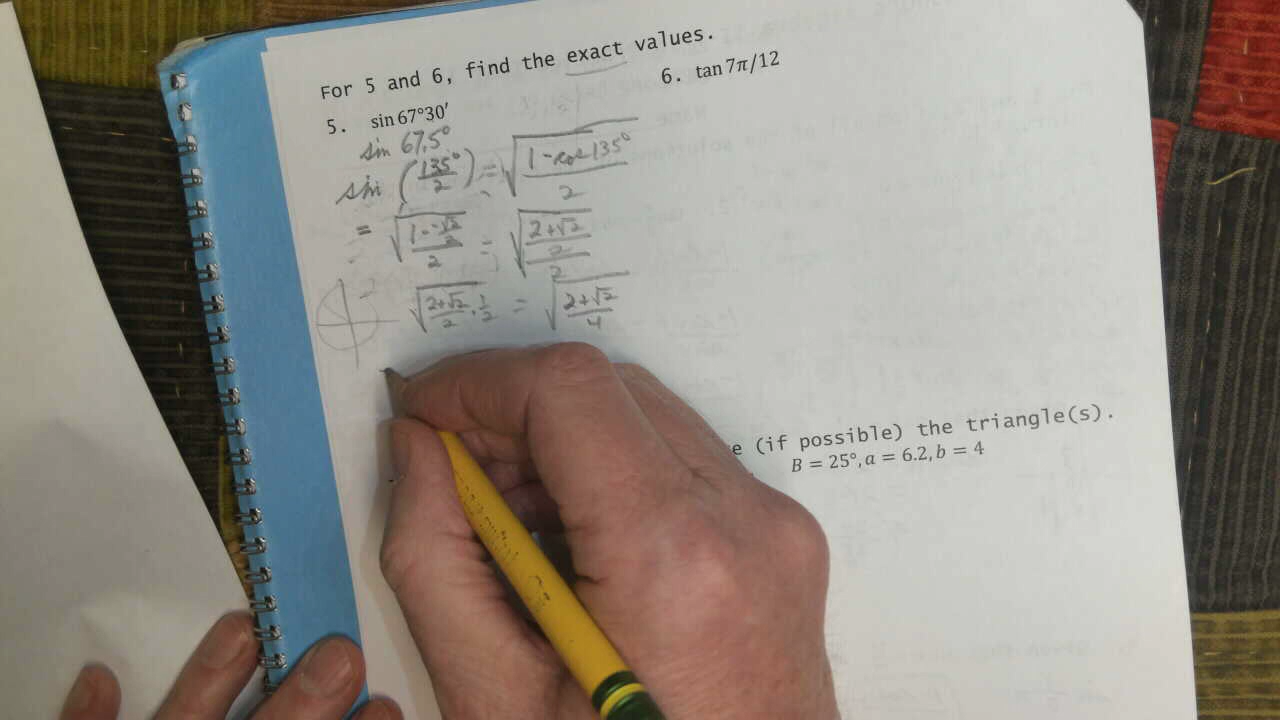 For 5 and 6, find the exact values.
5. sin 67°30′
6. tan 7π/12
sin 67.5°
sin (135°/2) = √((1-cos 135°)/2)
= √((1--√2/2)/2) = √(((2+√2)/2)/2)
√((2+√2)/2 · 1/2) = √((2+√2)/4)
e (if possible) the triangle(s).
B = 25°, a = 6.2, b = 4